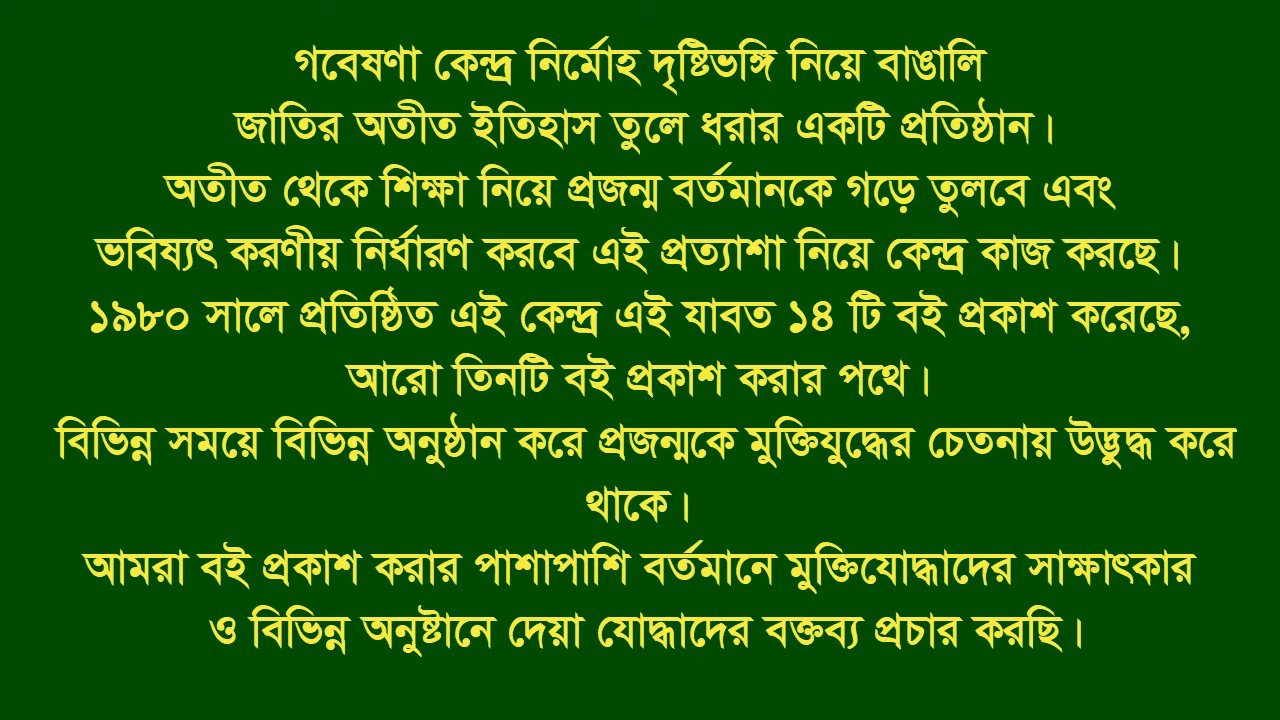 গবেষণা কেন্দ্র নির্মোহ দৃষ্টিভঙ্গি নিয়ে বাঙালি
জাতির অতীত ইতিহাস তুলে ধরার একটি প্রতিষ্ঠান।
অতীত থেকে শিক্ষা নিয়ে প্রজন্ম বর্তমানকে গড়ে তুলবে এবং
ভবিষ্যৎ করণীয় নির্ধারণ করবে এই প্রত্যাশা নিয়ে কেন্দ্র কাজ করছে।
১৯৮০ সালে প্রতিষ্ঠিত এই কেন্দ্র এই যাবত ১৪ টি বই প্রকাশ করেছে,
আরো তিনটি বই প্রকাশ করার পথে।
বিভিন্ন সময়ে বিভিন্ন অনুষ্ঠান করে প্রজন্মকে মুক্তিযুদ্ধের চেতনায় উদ্ভুদ্ধ করে
থাকে।
আমরা বই প্রকাশ করার পাশাপাশি বর্তমানে মুক্তিযোদ্ধাদের সাক্ষাৎকার
ও বিভিন্ন অনুষ্টানে দেয়া যোদ্ধাদের বক্তব্য প্রচার করছি।